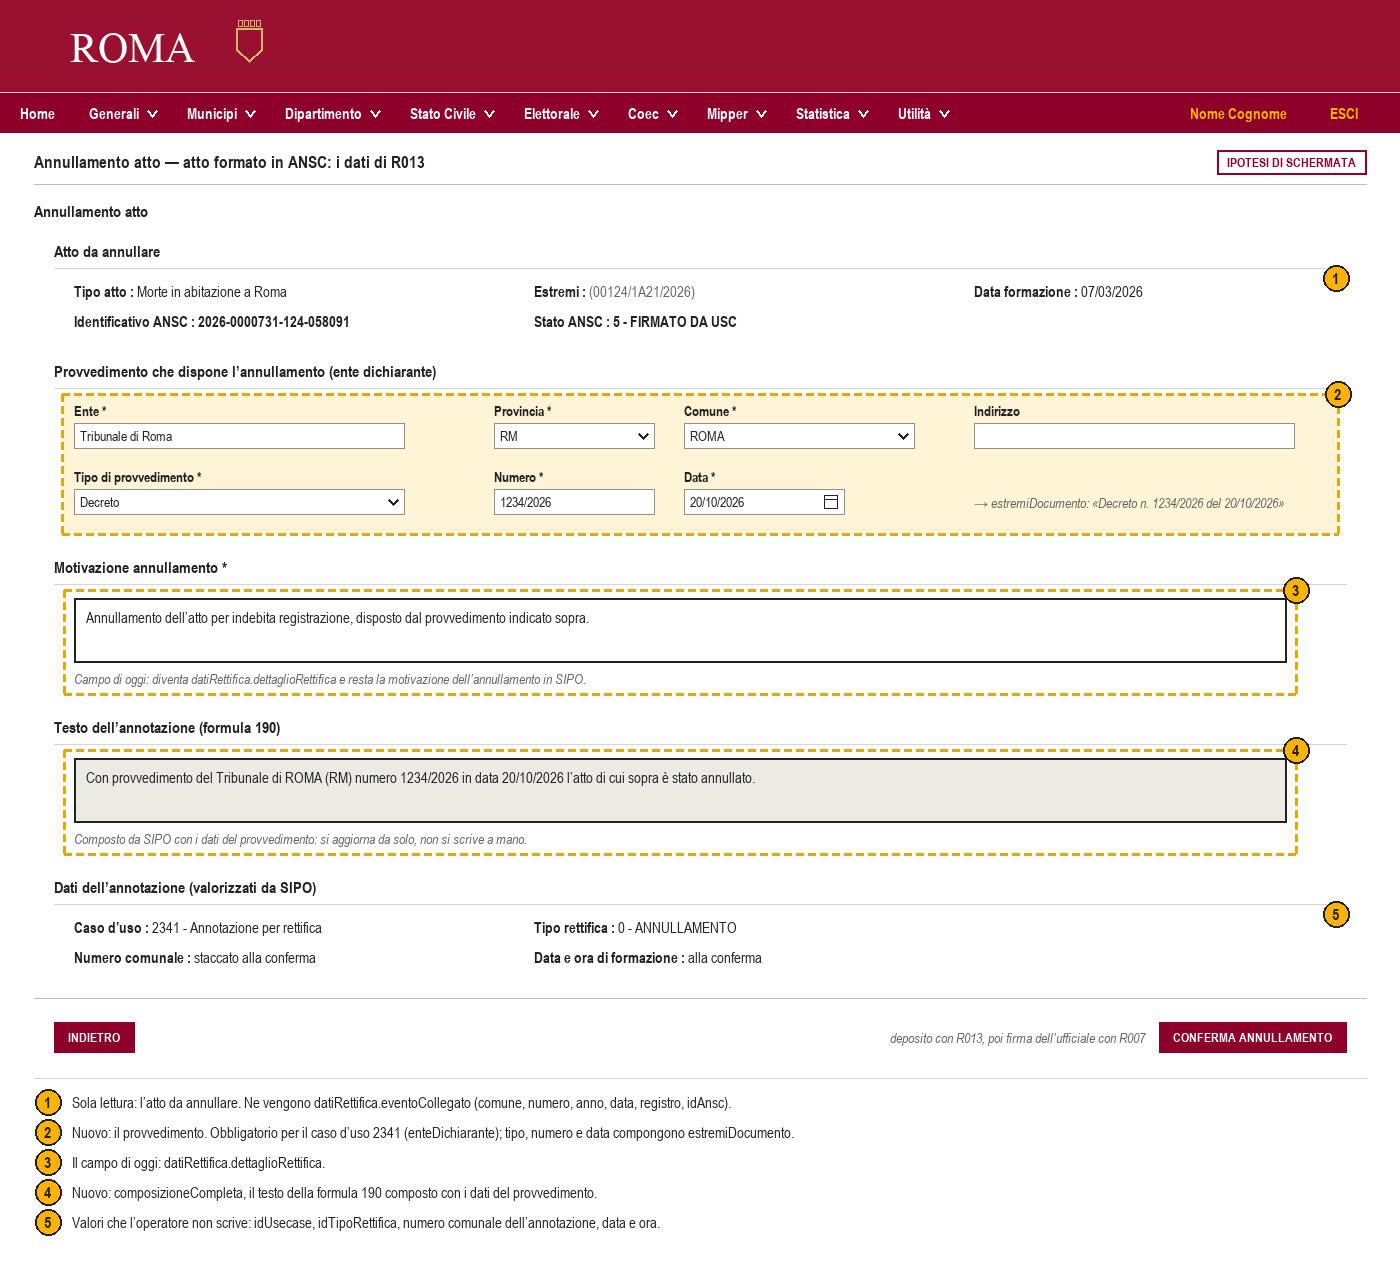 ROMA
Home Generali Municipi Dipartimento Stato Civile Elettorale Coec Mipper Statistica Utilità Nome Cognome ESCI
Annullamento atto — atto formato in ANSC: i dati di R013 IPOTESI DI SCHERMATA
Annullamento atto
Atto da annullare
1
Tipo atto : Morte in abitazione a Roma Estremi : (00124/1A21/2026) Data formazione : 07/03/2026
Identificativo ANSC : 2026-0000731-124-058091 Stato ANSC : 5 - FIRMATO DA USC
Provvedimento che dispone l’annullamento (ente dichiarante)
2
Ente * Provincia * Comune * Indirizzo
Tribunale di Roma RM ROMA
Tipo di provvedimento * Numero * Data *
Decreto 1234/2026 20/10/2026 → estremiDocumento: «Decreto n. 1234/2026 del 20/10/2026»
Motivazione annullamento *
3
Annullamento dell’atto per indebita registrazione, disposto dal provvedimento indicato sopra.
Campo di oggi: diventa datiRettifica.dettaglioRettifica e resta la motivazione dell’annullamento in SIPO.
Testo dell’annotazione (formula 190)
4
Con provvedimento del Tribunale di ROMA (RM) numero 1234/2026 in data 20/10/2026 l’atto di cui sopra è stato annullato.
Composto da SIPO con i dati del provvedimento: si aggiorna da solo, non si scrive a mano.
Dati dell’annotazione (valorizzati da SIPO)
5
Caso d’uso : 2341 - Annotazione per rettifica Tipo rettifica : 0 - ANNULLAMENTO
Numero comunale : staccato alla conferma Data e ora di formazione : alla conferma
INDIETRO deposito con R013, poi firma dell’ufficiale con R007 CONFERMA ANNULLAMENTO
1 Sola lettura: l’atto da annullare. Ne vengono datiRettifica.eventoCollegato (comune, numero, anno, data, registro, idAnsc).
2 Nuovo: il provvedimento. Obbligatorio per il caso d’uso 2341 (enteDichiarante); tipo, numero e data compongono estremiDocumento.
3 Il campo di oggi: datiRettifica.dettaglioRettifica.
4 Nuovo: composizioneCompleta, il testo della formula 190 composto con i dati del provvedimento.
5 Valori che l’operatore non scrive: idUsecase, idTipoRettifica, numero comunale dell’annotazione, data e ora.